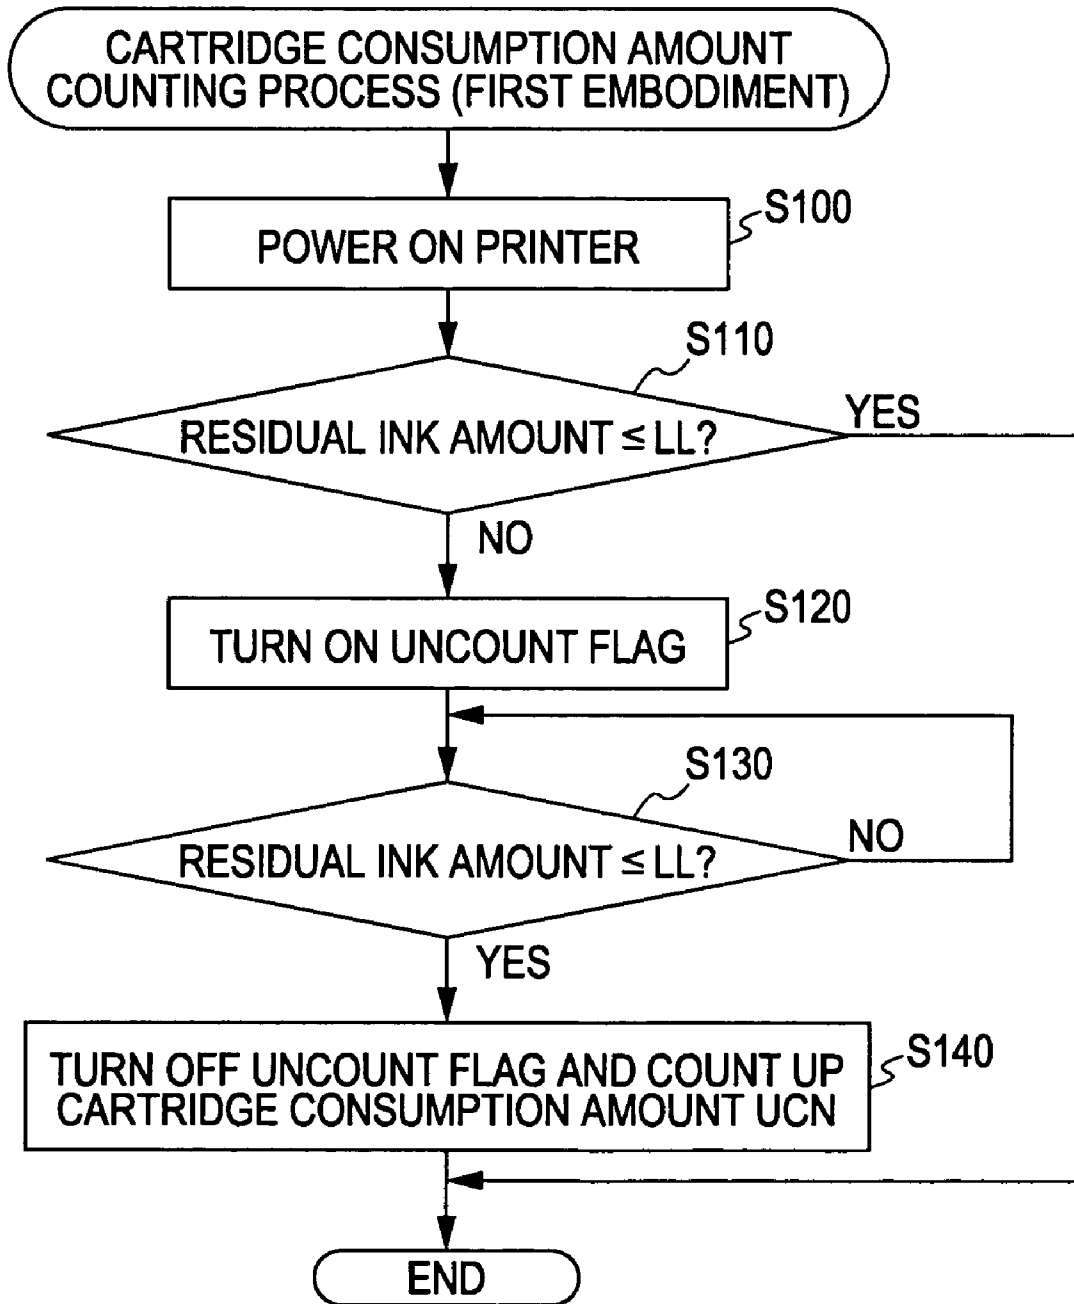 CARTRIDGE CONSUMPTION AMOUNT
COUNTING PROCESS (FIRST EMBODIMENT)
S100
POWER ON PRINTER
S110
RESIDUAL INK AMOUNT ≤ LL?
YES
NO
S120
TURN ON UNCOUNT FLAG
S130
RESIDUAL INK AMOUNT ≤ LL?
NO
YES
S140
TURN OFF UNCOUNT FLAG AND COUNT UP
CARTRIDGE CONSUMPTION AMOUNT UCN
END